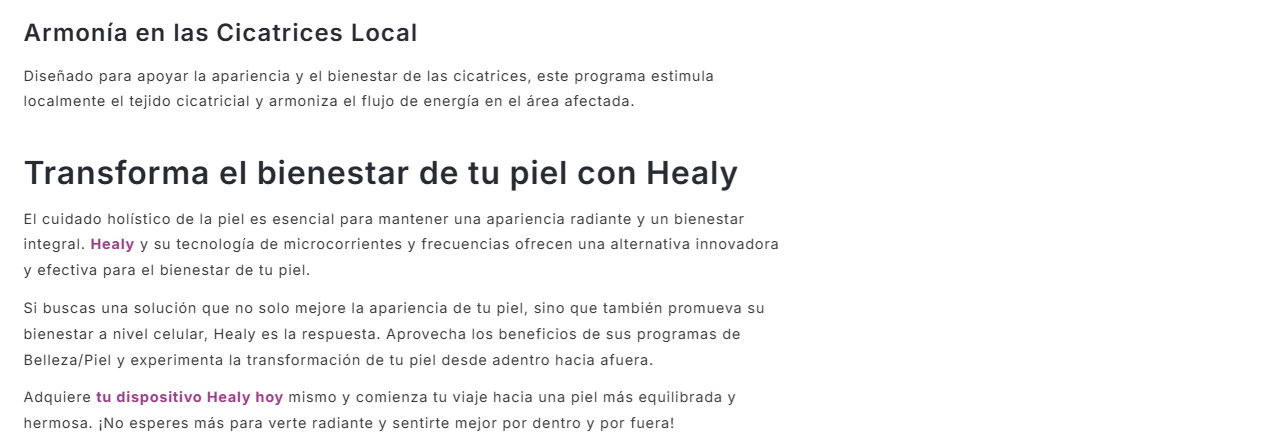 Armonía en las Cicatrices Local
Diseñado para apoyar la apariencia y el bienestar de las cicatrices, este programa estimula
localmente el tejido cicatricial y armoniza el flujo de energía en el área afectada.
Transforma el bienestar de tu piel con Healy
El cuidado holístico de la piel es esencial para mantener una apariencia radiante y un bienestar
integral. Healy y su tecnología de microcorrientes y frecuencias ofrecen una alternativa innovadora
y efectiva para el bienestar de tu piel.
Si buscas una solución que no solo mejore la apariencia de tu piel, sino que también promueva su
bienestar a nivel celular, Healy es la respuesta. Aprovecha los beneficios de sus programas de
Belleza/Piel y experimenta la transformación de tu piel desde adentro hacia afuera.
Adquiere tu dispositivo Healy hoy mismo y comienza tu viaje hacia una piel más equilibrada y
hermosa. ¡No esperes más para verte radiante y sentirte mejor por dentro y por fuera!